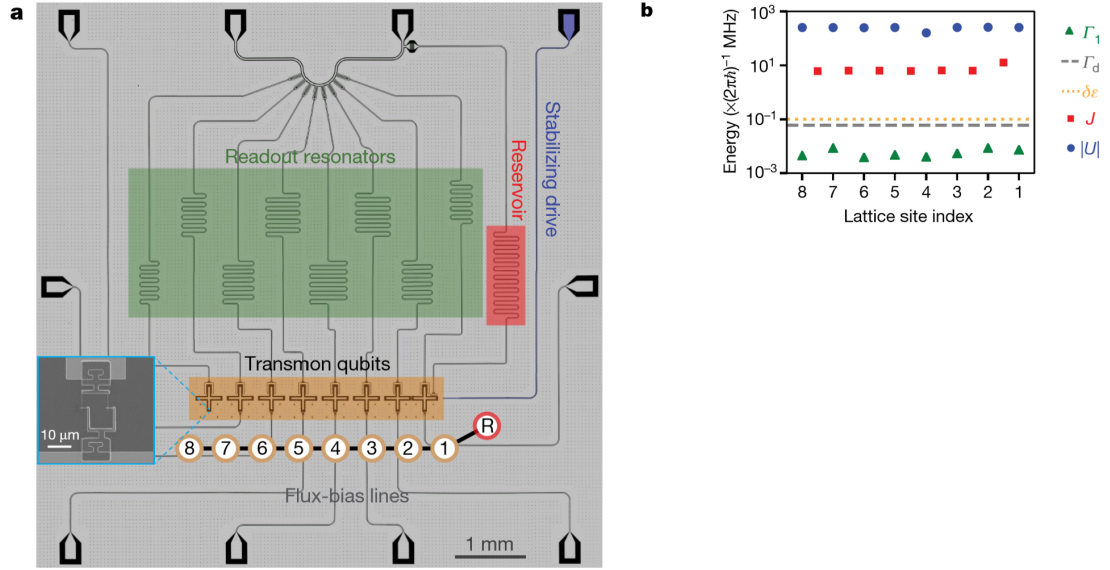 a
Readout resonators
Reservoir
Stabilizing drive
Transmon qubits
10 μm
R
8 7 6 5 4 3 2 1
Flux-bias lines
1 mm
b
Energy (×(2πℏ)⁻¹ MHz)
10³
10¹
10⁻¹
10⁻³
8 7 6 5 4 3 2 1
Lattice site index
Γ₁
Γd
δε
J
|U|